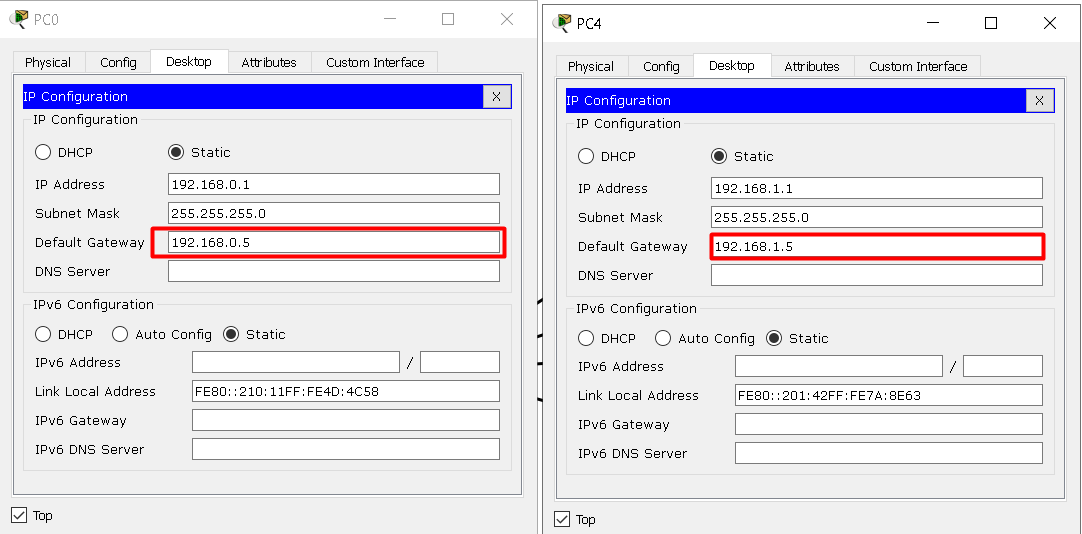 PC0
Physical Config Desktop Attributes Custom Interface
IP Configuration X
IP Configuration
DHCP Static
IP Address 192.168.0.1
Subnet Mask 255.255.255.0
Default Gateway 192.168.0.5
DNS Server
IPv6 Configuration
DHCP Auto Config Static
IPv6 Address /
Link Local Address FE80::210:11FF:FE4D:4C58
IPv6 Gateway
IPv6 DNS Server
Top
PC4
Physical Config Desktop Attributes Custom Interface
IP Configuration X
IP Configuration
DHCP Static
IP Address 192.168.1.1
Subnet Mask 255.255.255.0
Default Gateway 192.168.1.5
DNS Server
IPv6 Configuration
DHCP Auto Config Static
IPv6 Address /
Link Local Address FE80::201:42FF:FE7A:8E63
IPv6 Gateway
IPv6 DNS Server
Top